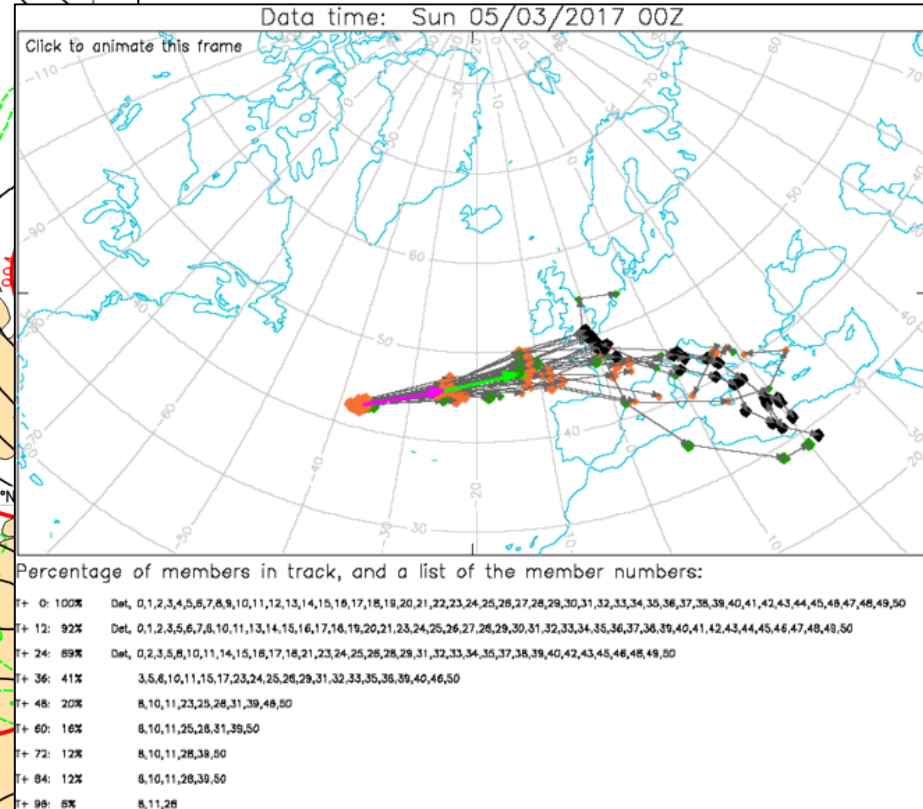 Data time: Sun 05/03/2017 00Z
Click to animate this frame
Percentage of members in track, and a list of the member numbers:
T+ 0: 100% Det, 0,1,2,3,4,5,6,7,8,9,10,11,12,13,14,15,16,17,18,19,20,21,22,23,24,25,26,27,28,29,30,31,32,33,34,35,36,37,38,39,40,41,42,43,44,45,46,47,48,49,50
T+ 12: 92% Det, 0,1,2,3,5,6,7,8,10,11,13,14,15,16,17,18,19,20,21,23,24,25,26,27,28,29,30,31,32,33,34,35,36,37,38,39,40,41,42,43,44,45,46,47,48,49,50
T+ 24: 69% Det, 0,2,3,5,8,10,11,14,15,16,17,18,21,23,24,25,26,28,29,31,32,33,34,35,37,38,39,40,42,43,45,46,48,49,50
T+ 36: 41% 3,5,8,10,11,15,17,23,24,25,28,29,31,32,33,35,36,39,40,46,50
T+ 48: 20% 8,10,11,23,25,28,31,39,46,50
T+ 60: 16% 8,10,11,25,28,31,39,50
T+ 72: 12% 8,10,11,28,39,50
T+ 84: 12% 8,10,11,28,39,50
T+ 96: 6% 8,11,28